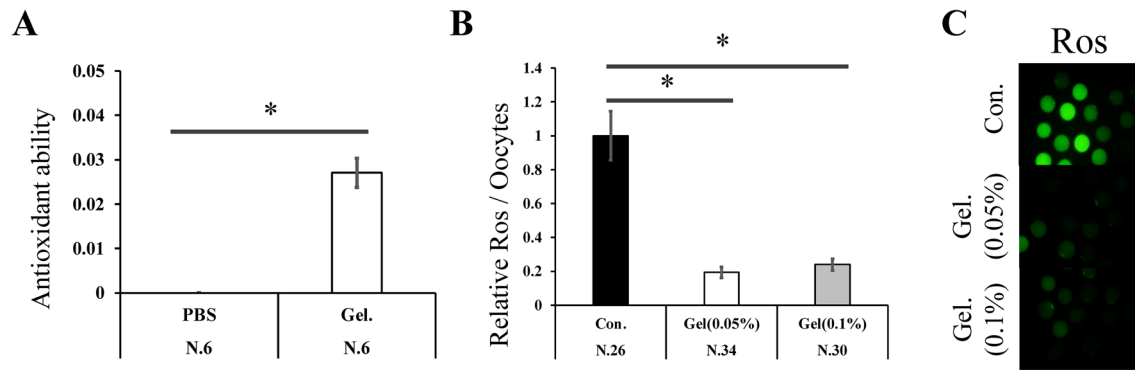 A
Antioxidant ability
0.05
0.04
0.03
0.02
0.01
0
*
PBS
Gel.
N.6
N.6
B
Relative Ros / Oocytes
1.4
1.2
1
0.8
0.6
0.4
0.2
0
*
*
Con.
Gel(0.05%)
Gel(0.1%)
N.26
N.34
N.30
C
Ros
Con.
Gel.
(0.05%)
Gel.
(0.1%)